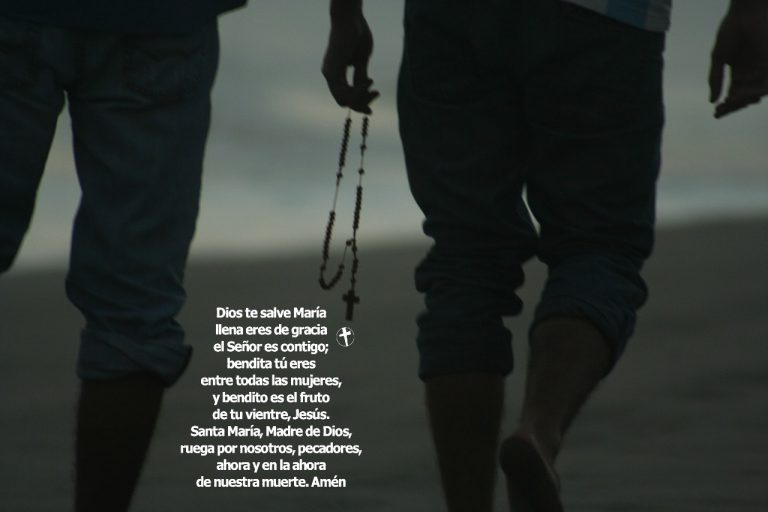 Dios te salve María
llena eres de gracia
el Señor es contigo;
bendita tú eres
entre todas las mujeres,
y bendito es el fruto
de tu vientre, Jesús.
Santa María, Madre de Dios,
ruega por nosotros, pecadores,
ahora y en la ahora
de nuestra muerte. Amén